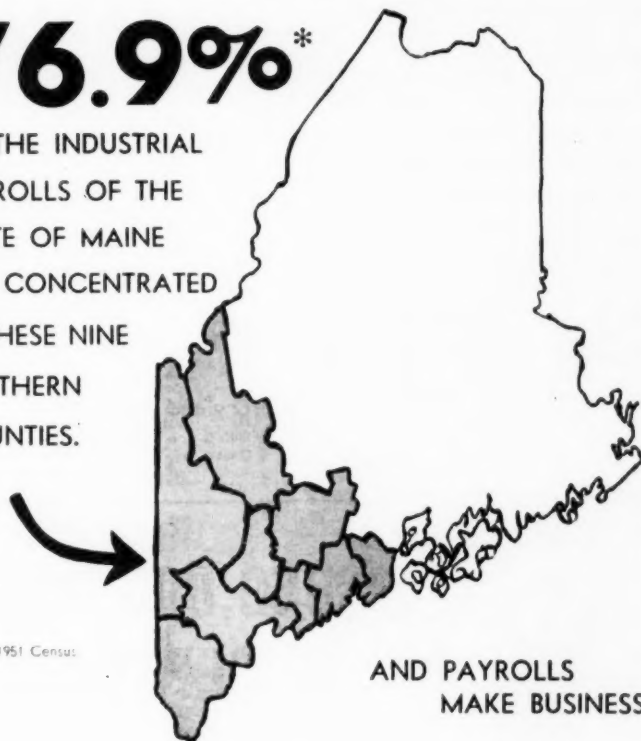 76.9%*
THE INDUSTRIAL
ROLLS OF THE
TE OF MAINE
CONCENTRATED
HESE NINE
THERN
UNTIES.
1951 Census
AND PAYROLLS
MAKE BUSINESS